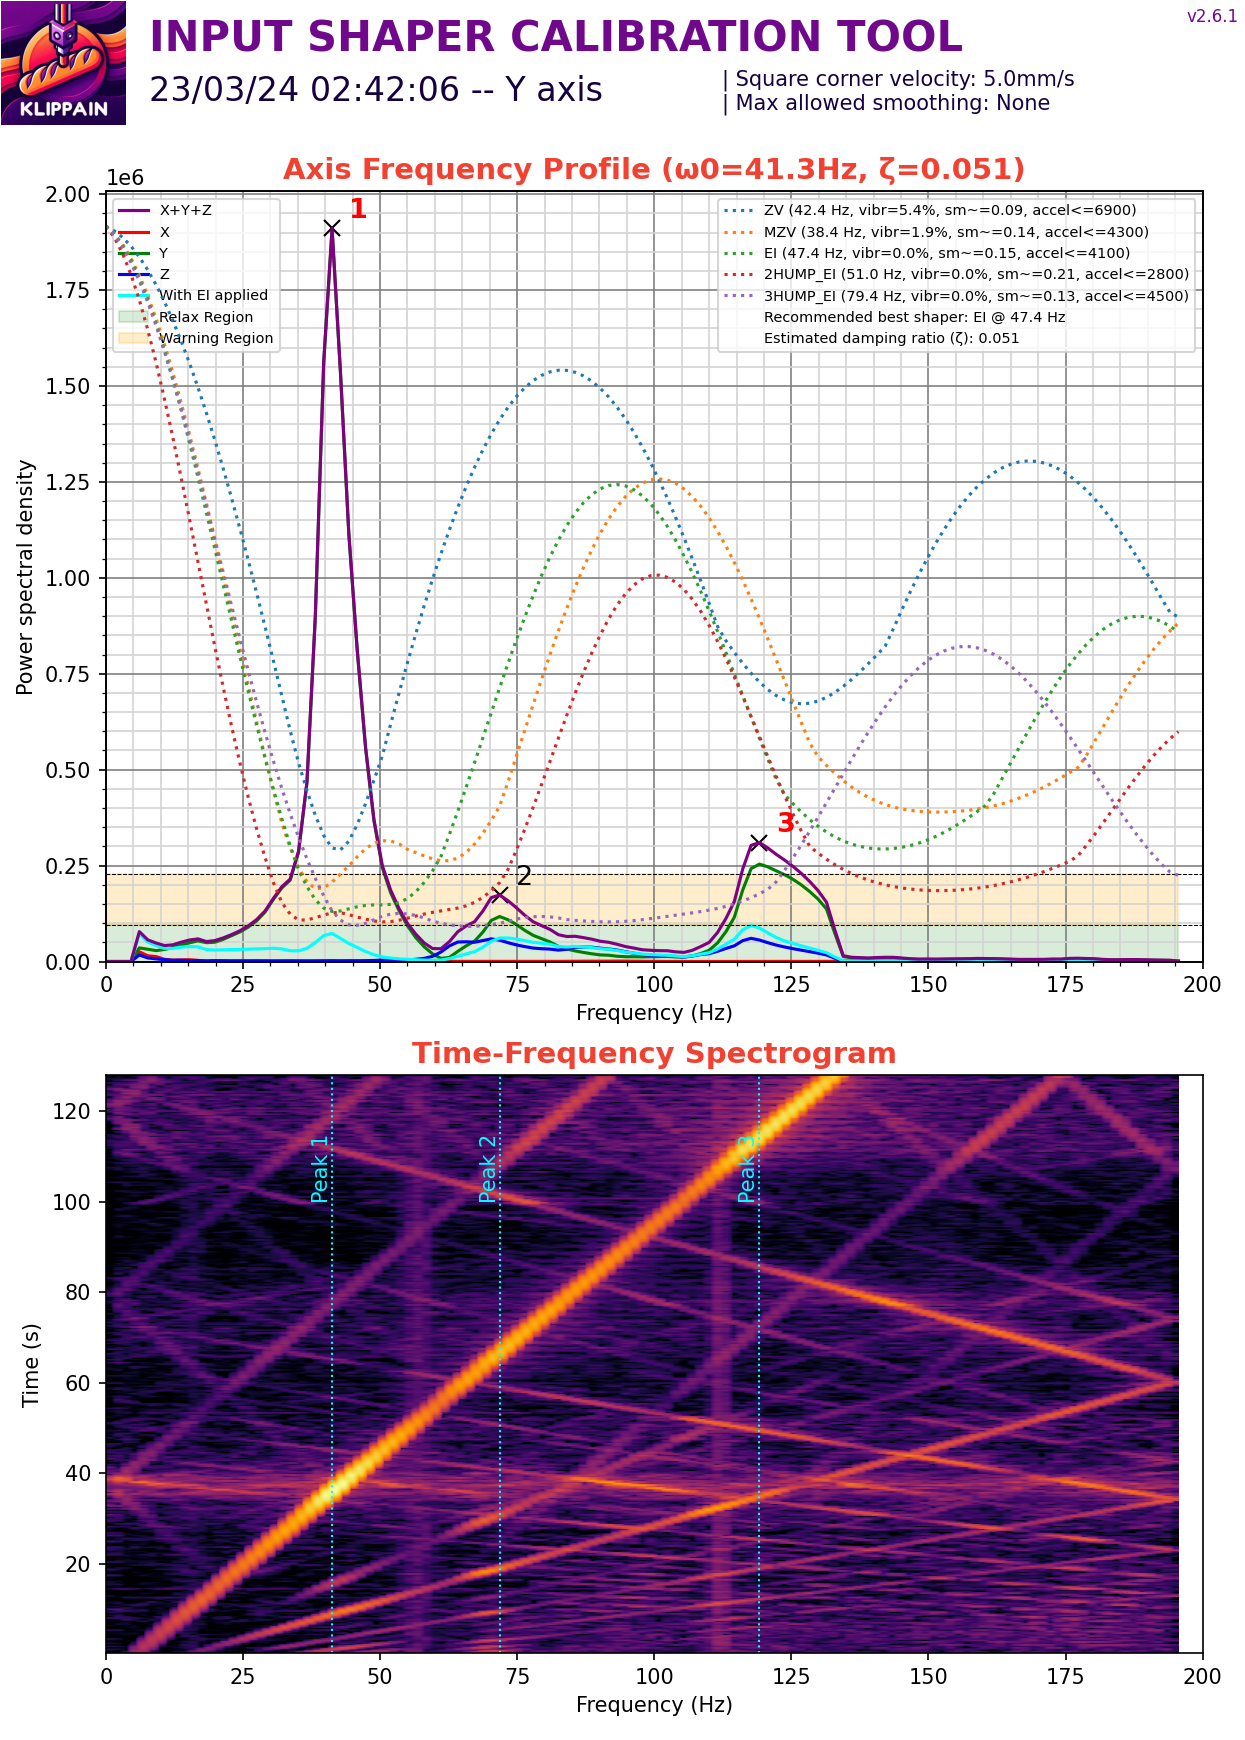 INPUT SHAPER CALIBRATION TOOL
v2.6.1
KLIPPAIN
23/03/24 02:42:06 -- Y axis
| Square corner velocity: 5.0mm/s
| Max allowed smoothing: None
Axis Frequency Profile (ω0=41.3Hz, ζ=0.051)
1e6
2.00
1.75
1.50
1.25
1.00
0.75
0.50
0.25
0.00
Power spectral density
X+Y+Z
X
Y
Z
With EI applied
Relax Region
Warning Region
1
2
3
ZV (42.4 Hz, vibr=5.4%, sm~=0.09, accel<=6900)
MZV (38.4 Hz, vibr=1.9%, sm~=0.14, accel<=4300)
EI (47.4 Hz, vibr=0.0%, sm~=0.15, accel<=4100)
2HUMP_EI (51.0 Hz, vibr=0.0%, sm~=0.21, accel<=2800)
3HUMP_EI (79.4 Hz, vibr=0.0%, sm~=0.13, accel<=4500)
Recommended best shaper: EI @ 47.4 Hz
Estimated damping ratio (ζ): 0.051
0 25 50 75 100 125 150 175 200
Frequency (Hz)
Time-Frequency Spectrogram
120
100
80
60
40
20
Time (s)
Peak 1
Peak 2
Peak 3
0 25 50 75 100 125 150 175 200
Frequency (Hz)